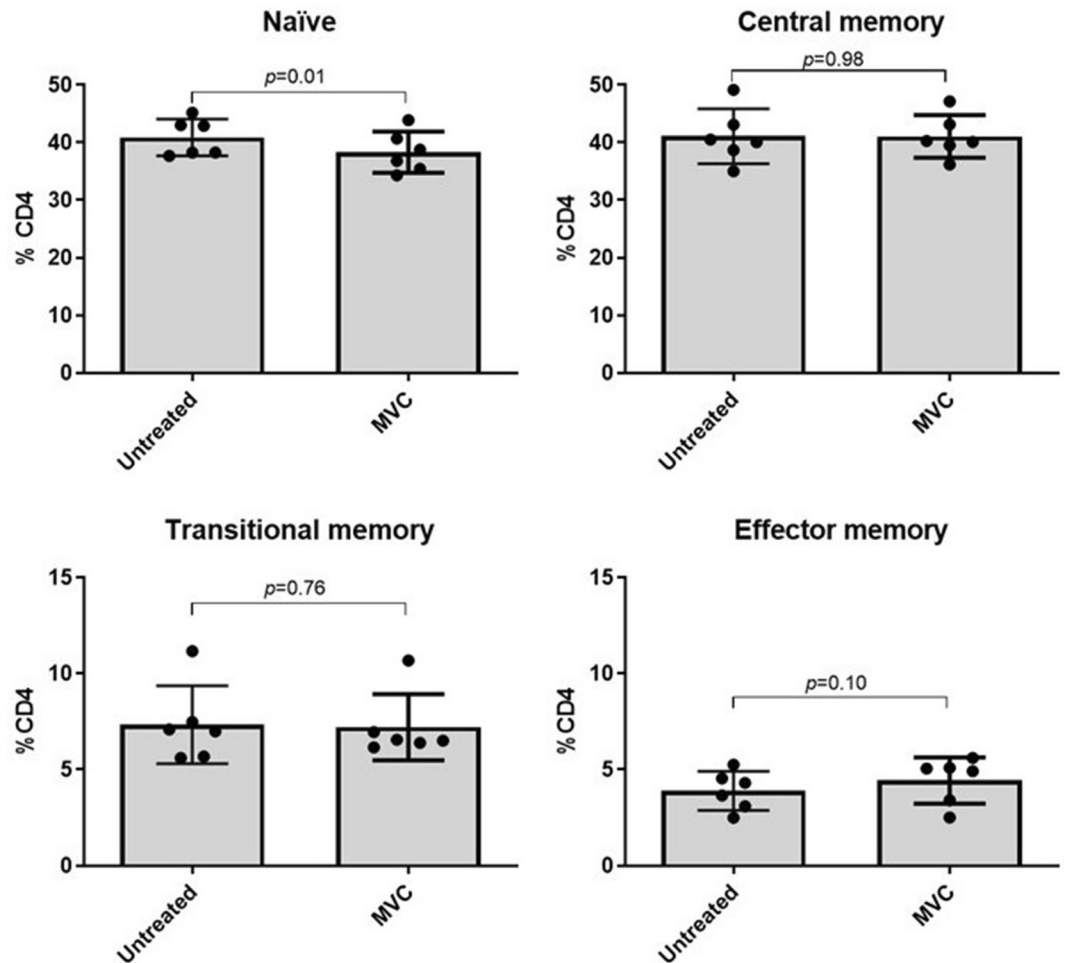 Naïve
p=0.01
50
40
30
20
10
0
% CD4
Untreated
MVC
Central memory
p=0.98
50
40
30
20
10
0
% CD4
Untreated
MVC
Transitional memory
p=0.76
15
10
5
0
% CD4
Untreated
MVC
Effector memory
p=0.10
15
10
5
0
% CD4
Untreated
MVC